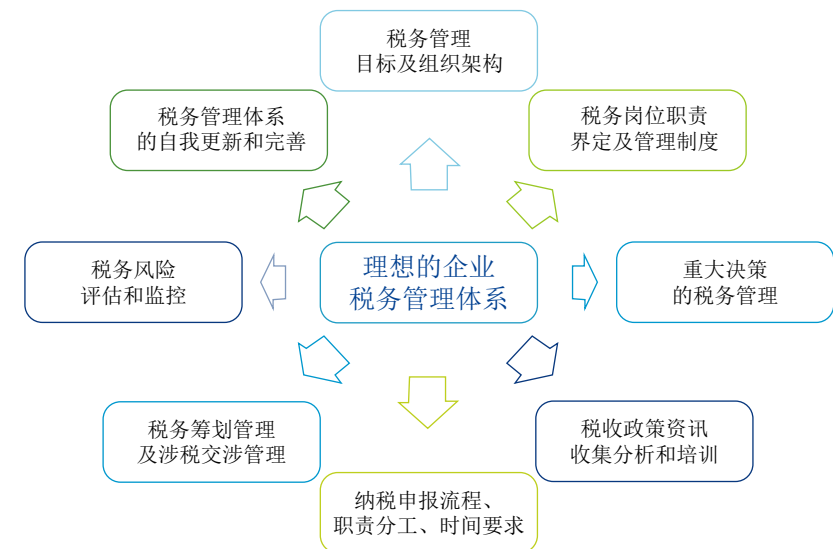 税务管理
目标及组织架构
税务管理体系
的自我更新和完善
税务岗位职责
界定及管理制度
税务风险
评估和监控
理想的企业
税务管理体系
重大决策
的税务管理
税务筹划管理
及涉税交涉管理
税收政策资讯
收集分析和培训
纳税申报流程、
职责分工、时间要求